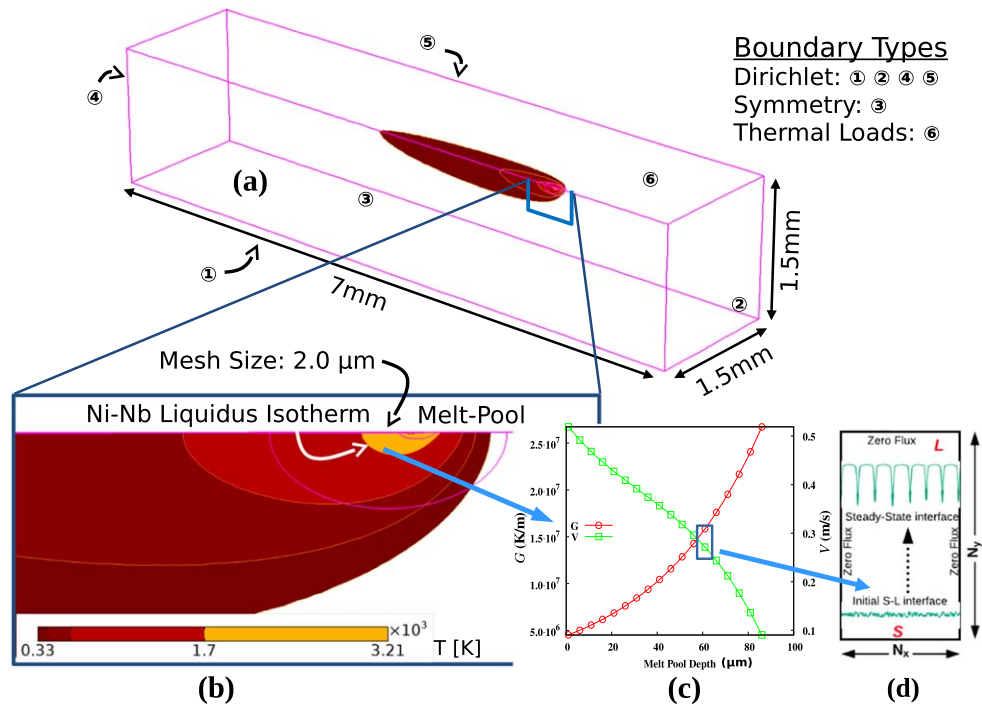 Boundary Types
Dirichlet: ① ② ④ ⑤
Symmetry: ③
Thermal Loads: ⑥
⑤
④
(a)
⑥
③
①
②
7mm
1.5mm
1.5mm
Mesh Size: 2.0 μm
Ni-Nb Liquidus Isotherm
Melt-Pool
×10³
0.33
1.7
3.21
T [K]
(b)
G (K/m)
2.5·10⁷
2.0·10⁷
1.5·10⁷
1.0·10⁷
5.0·10⁶
G
V
0.5
0.4
0.3
0.2
0.1
V (m/s)
0
20
40
60
80
100
Melt Pool Depth (μm)
(c)
Zero Flux
L
Steady-State interface
Zero Flux
Zero Flux
Initial S-L interface
S
Nx
Ny
(d)